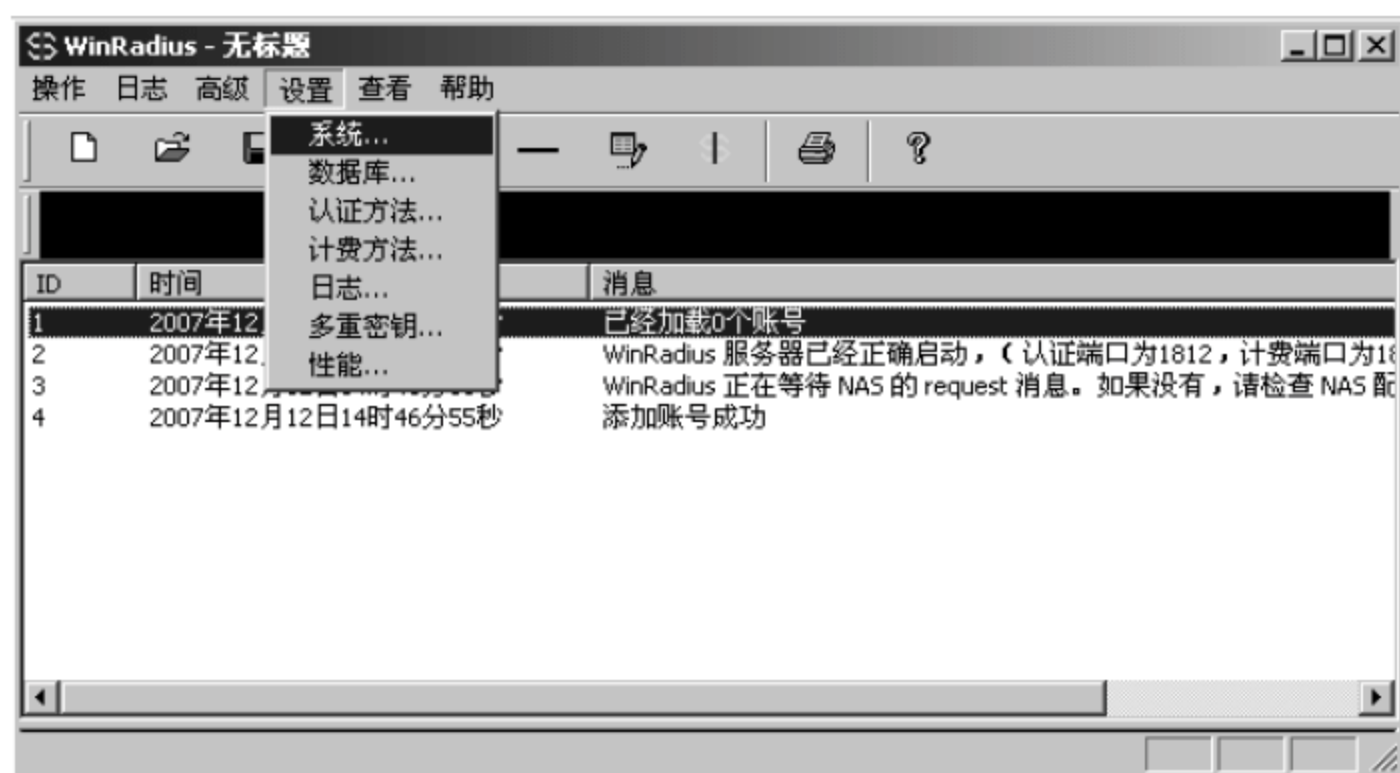 WinRadius - 无标题
操作 日志 高级 设置 查看 帮助
系统...
数据库...
认证方法...
计费方法...
日志...
多重密钥...
性能...
ID 时间 消息
1 2007年12 已经加载0个账号
2 2007年12 WinRadius 服务器已经正确启动，（认证端口为1812，计费端口为18
3 2007年12 WinRadius 正在等待 NAS 的 request 消息。如果没有，请检查 NAS 配
4 2007年12月12日14时46分55秒 添加账号成功